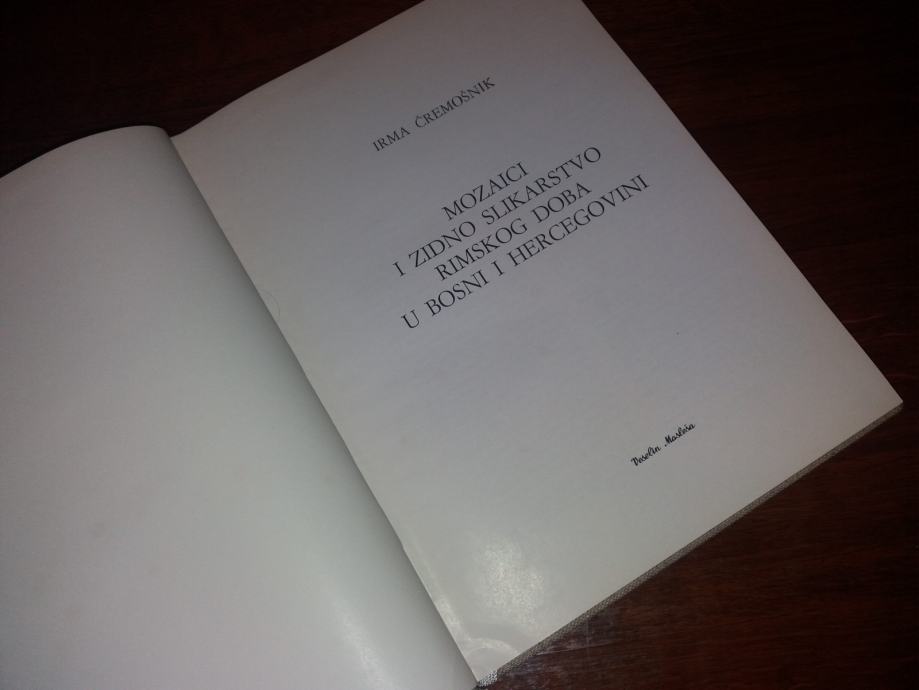 IRMA ČREMOŠNIK
MOZAICI
I ZIDNO SLIKARSTVO
RIMSKOG DOBA
U BOSNI I HERCEGOVINI
Veselin Masleša